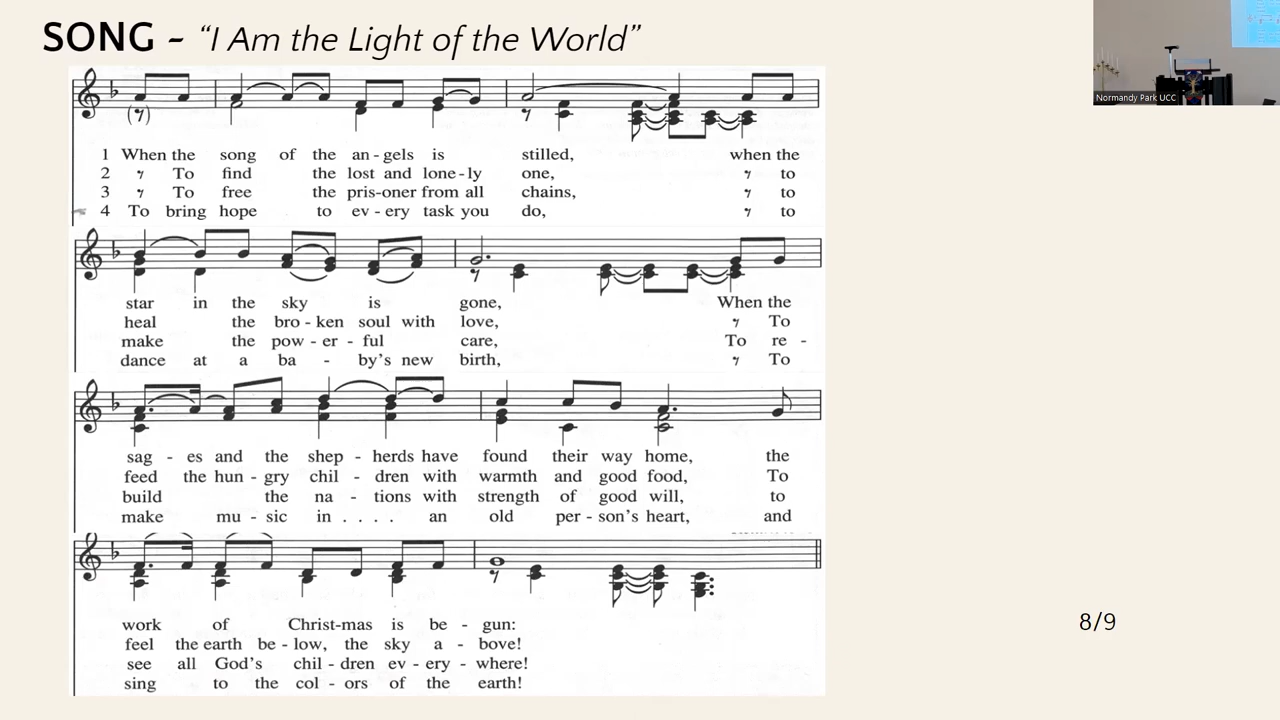 SONG ~ “I Am the Light of the World”
Normandy Park UCC
1 When the song of the an - gels is stilled, when the
2 To find the lost and lone - ly one, to
3 To free the pris-oner from all chains, to
4 To bring hope to ev - ery task you do, to
star in the sky is gone, When the
heal the bro - ken soul with love, To
make the pow - er - ful care, To re -
dance at a ba - by's new birth, To
sag - es and the shep - herds have found their way home, the
feed the hun - gry chil - dren with warmth and good food, To
build the na - tions with strength of good will, to
make mu - sic in . . . . an old per - son's heart, and
work of Christ-mas is be - gun:
feel the earth be - low, the sky a - bove!
see all God's chil - dren ev - ery - where!
sing to the col - ors of the earth!
8/9